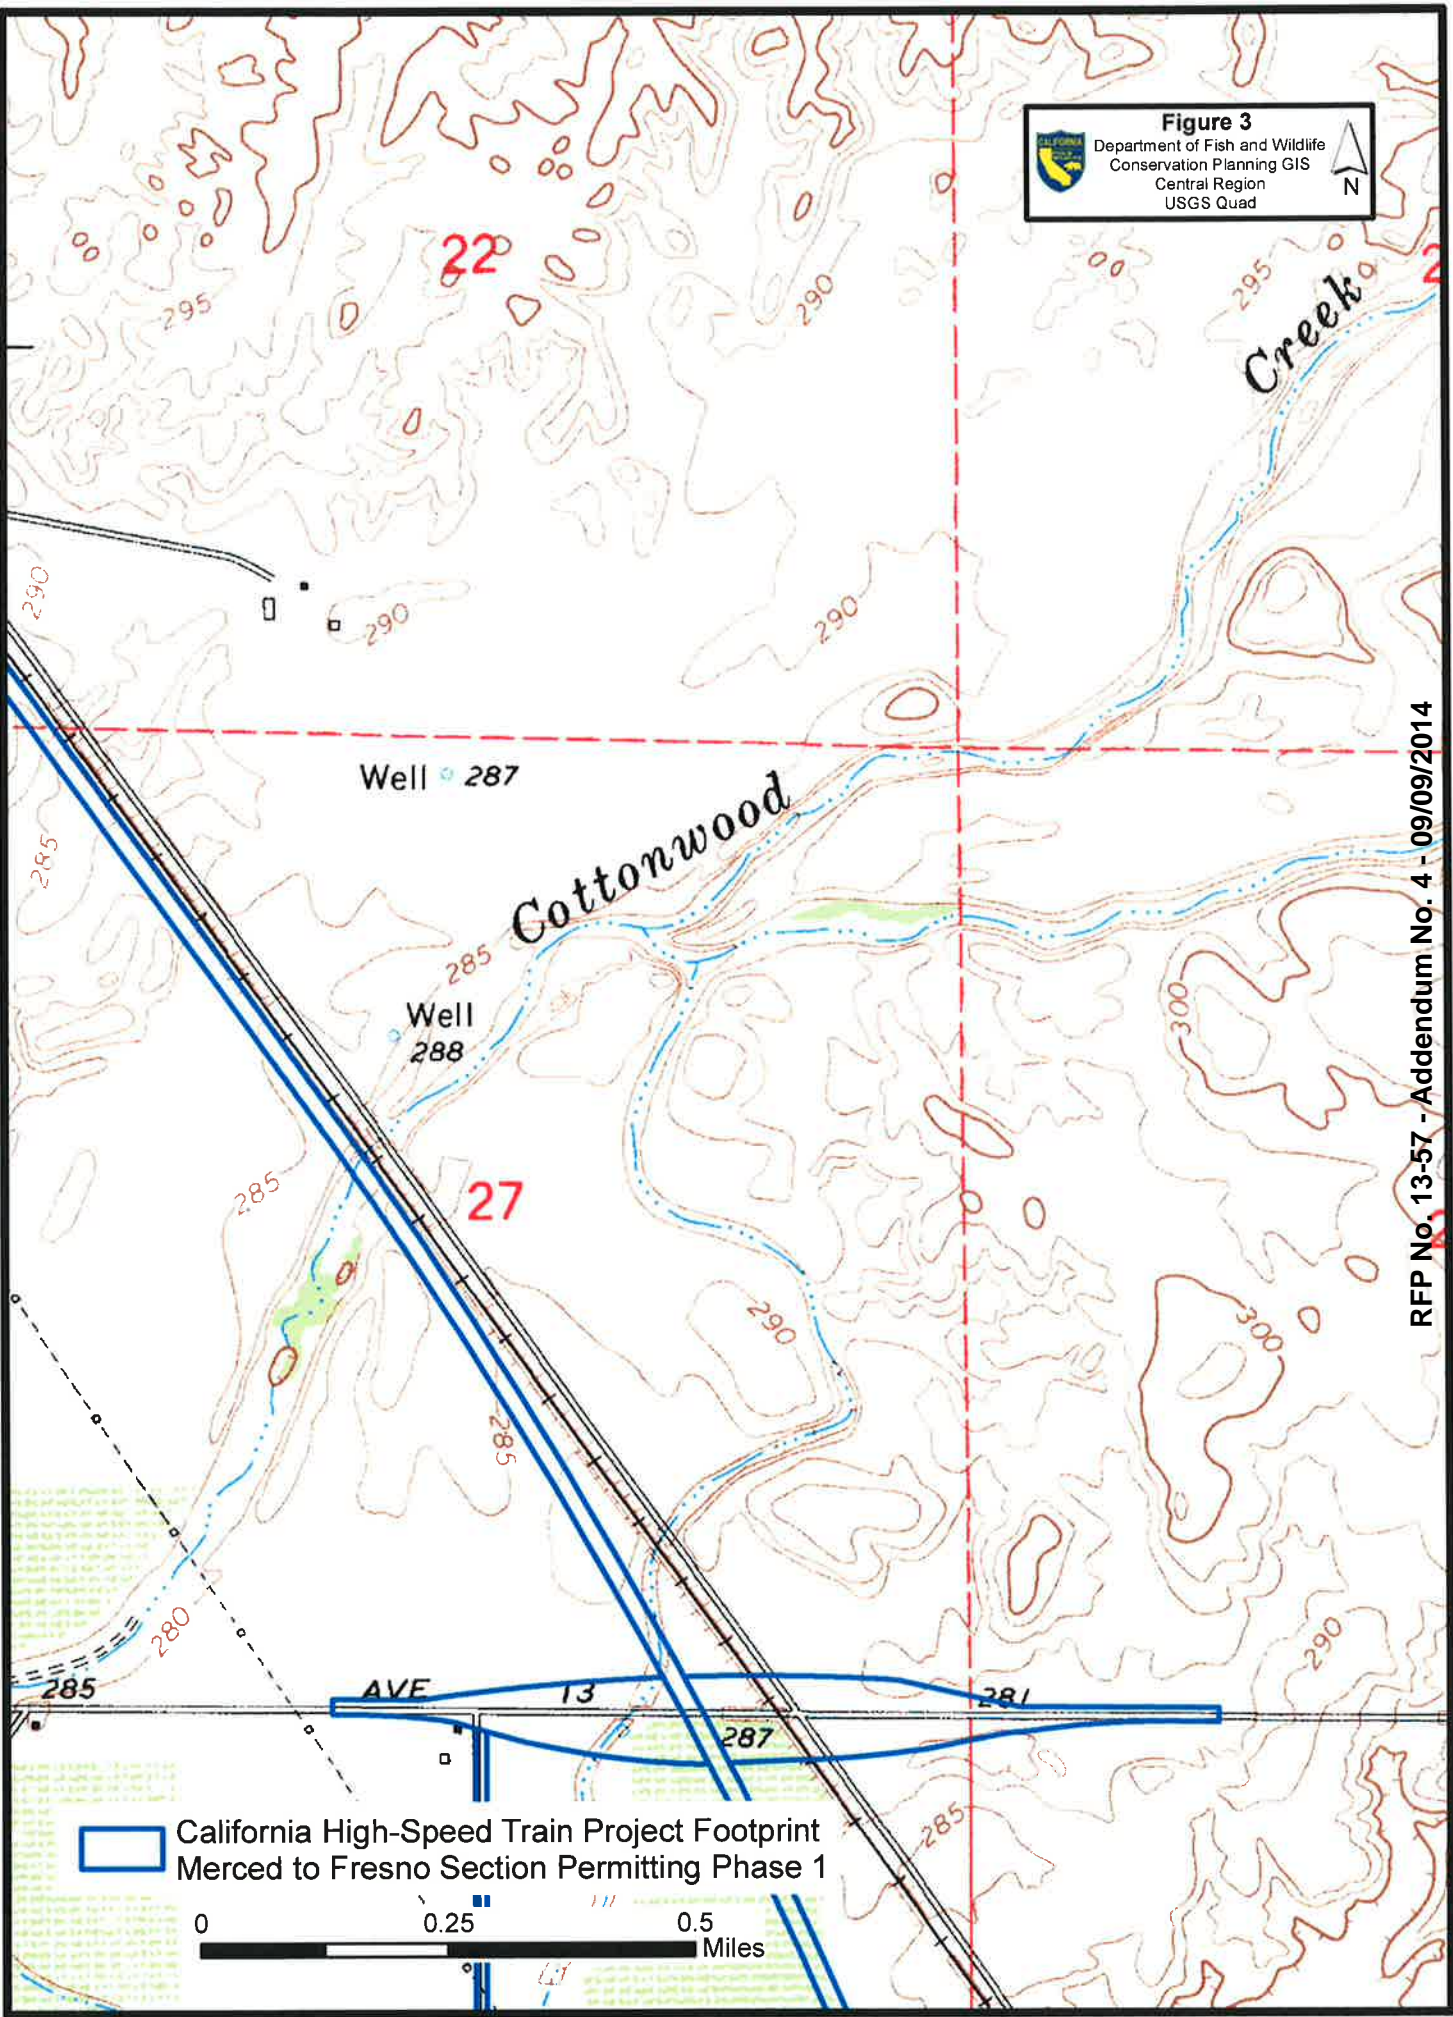 Figure 3
CALIFORNIA
Department of Fish and Wildlife
Conservation Planning GIS
Central Region
USGS Quad
N
22
2
295
290
295
Creek
290
290
290
Well 287
285
Cottonwood
285
Well
288
300
285
27
290
300
285
280
290
285
AVE 13
281
287
285
California High-Speed Train Project Footprint
Merced to Fresno Section Permitting Phase 1
0 0.25 0.5
Miles
RFP No. 13-57 - Addendum No. 4 - 09/09/2014